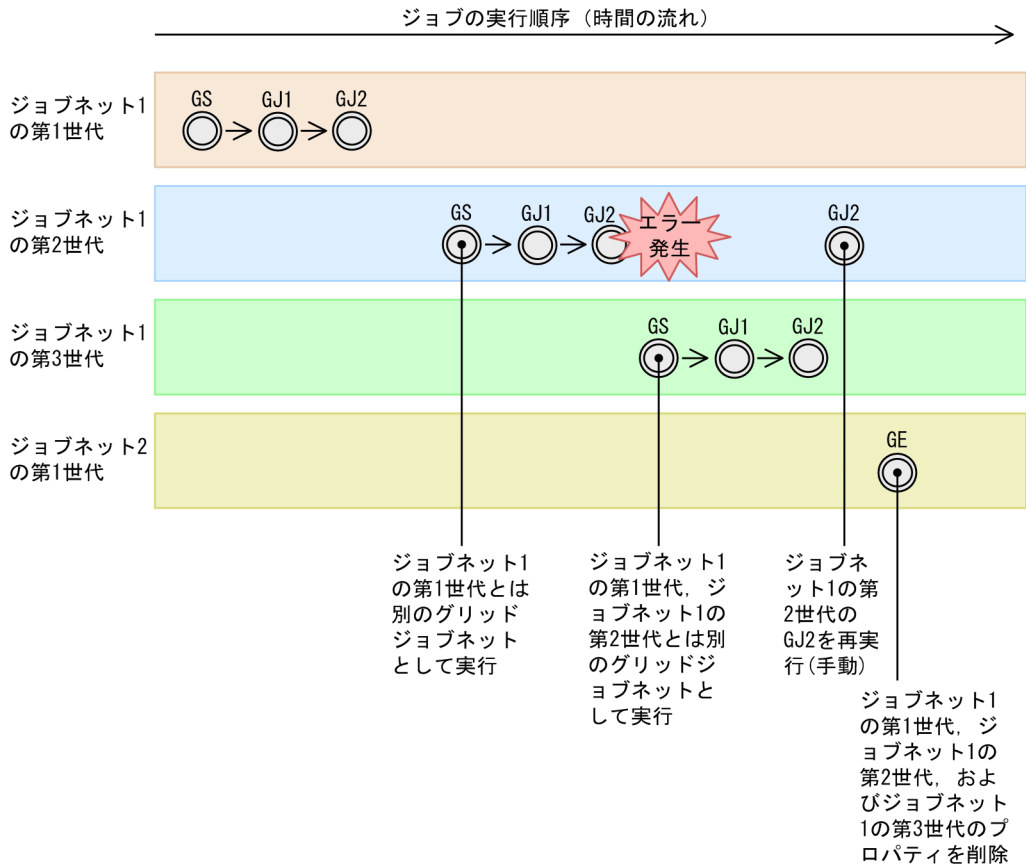 ジョブの実行順序（時間の流れ）
ジョブネット1
の第1世代
GS
GJ1
GJ2
ジョブネット1
の第2世代
GS
GJ1
GJ2
エラー
発生
GJ2
ジョブネット1
の第3世代
GS
GJ1
GJ2
ジョブネット2
の第1世代
GE
ジョブネット1
の第1世代とは
別のグリッド
ジョブネット
として実行
ジョブネット1
の第1世代，ジ
ョブネット1の
第2世代とは別
のグリッドジ
ョブネットと
して実行
ジョブネ
ット1の第
2世代の
GJ2を再実
行(手動)
ジョブネット1
の第1世代，ジ
ョブネット1の
第2世代，およ
びジョブネット
1の第3世代のプ
ロパティを削除